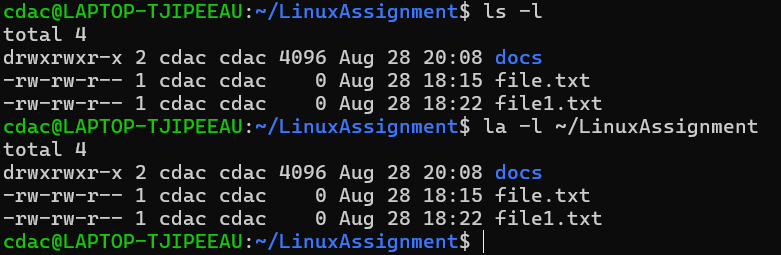 cdac@LAPTOP-TJIPEEAU:~/LinuxAssignment$ ls -l
total 4
drwxrwxr-x 2 cdac cdac 4096 Aug 28 20:08 docs
-rw-rw-r-- 1 cdac cdac    0 Aug 28 18:15 file.txt
-rw-rw-r-- 1 cdac cdac    0 Aug 28 18:22 file1.txt
cdac@LAPTOP-TJIPEEAU:~/LinuxAssignment$ la -l ~/LinuxAssignment
total 4
drwxrwxr-x 2 cdac cdac 4096 Aug 28 20:08 docs
-rw-rw-r-- 1 cdac cdac    0 Aug 28 18:15 file.txt
-rw-rw-r-- 1 cdac cdac    0 Aug 28 18:22 file1.txt
cdac@LAPTOP-TJIPEEAU:~/LinuxAssignment$